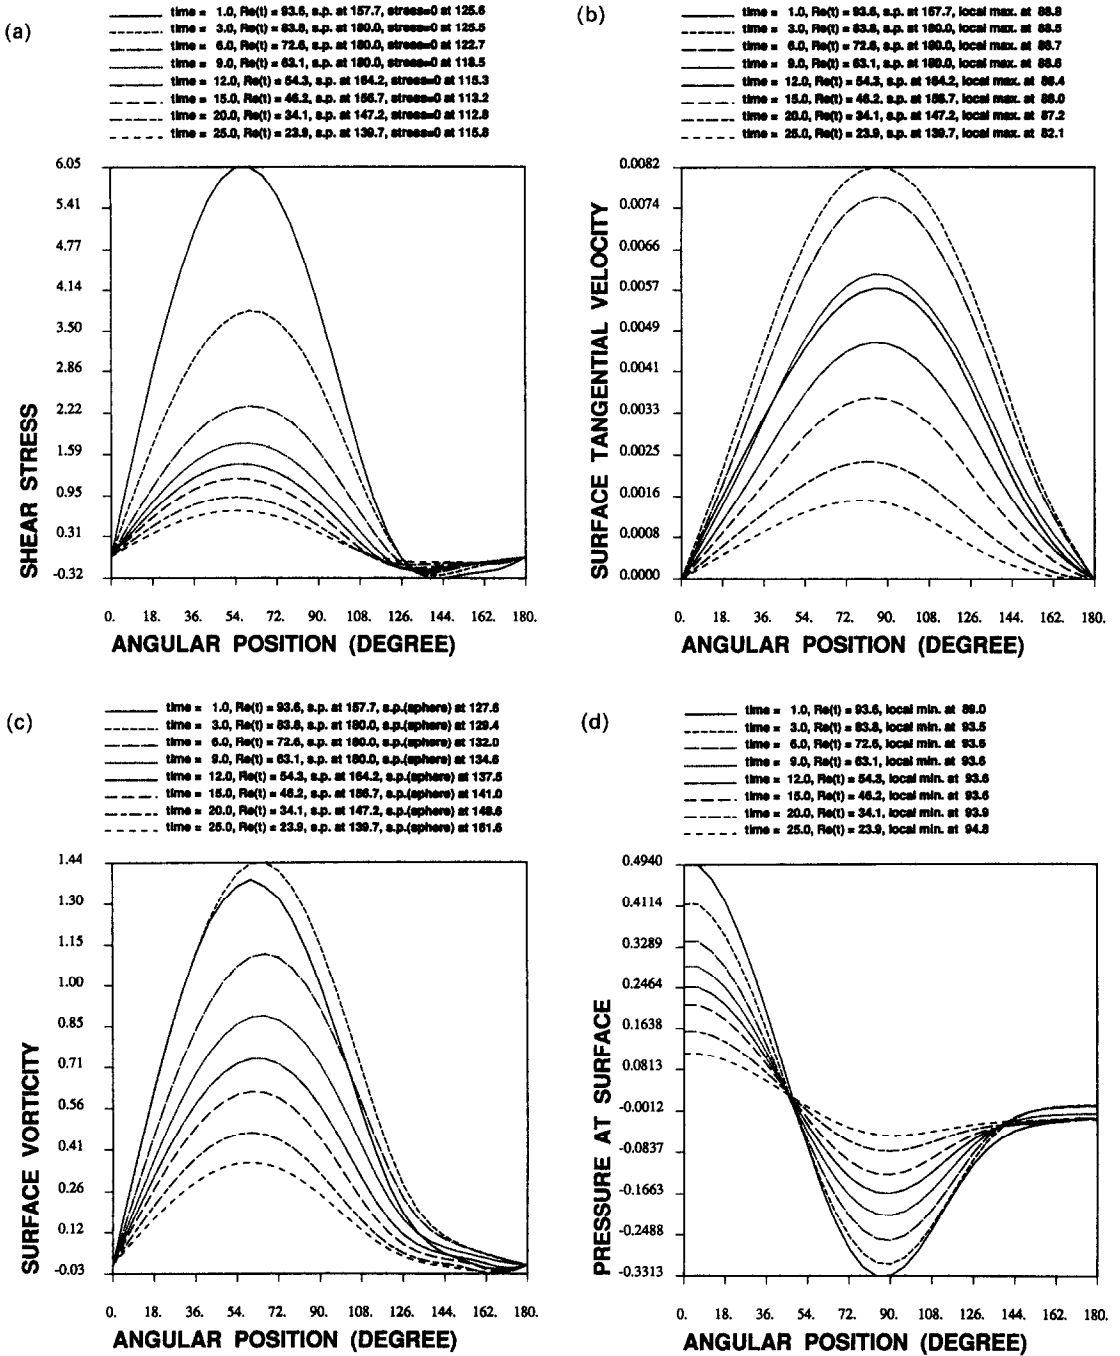 (a)
time = 1.0, Re(t) = 93.6, s.p. at 157.7, stress=0 at 125.6
time = 3.0, Re(t) = 83.8, s.p. at 180.0, stress=0 at 125.5
time = 6.0, Re(t) = 72.6, s.p. at 180.0, stress=0 at 122.7
time = 9.0, Re(t) = 63.1, s.p. at 180.0, stress=0 at 118.5
time = 12.0, Re(t) = 54.3, s.p. at 164.2, stress=0 at 115.3
time = 15.0, Re(t) = 46.2, s.p. at 156.7, stress=0 at 113.2
time = 20.0, Re(t) = 34.1, s.p. at 147.2, stress=0 at 112.8
time = 25.0, Re(t) = 23.9, s.p. at 139.7, stress=0 at 115.8
6.05
5.41
4.77
4.14
3.50
2.86
2.22
1.59
0.95
0.31
-0.32
SHEAR STRESS
0. 18. 36. 54. 72. 90. 108. 126. 144. 162. 180.
ANGULAR POSITION (DEGREE)
(b)
time = 1.0, Re(t) = 93.6, s.p. at 157.7, local max. at 88.8
time = 3.0, Re(t) = 83.8, s.p. at 180.0, local max. at 88.5
time = 6.0, Re(t) = 72.6, s.p. at 180.0, local max. at 88.7
time = 9.0, Re(t) = 63.1, s.p. at 180.0, local max. at 88.6
time = 12.0, Re(t) = 54.3, s.p. at 164.2, local max. at 88.4
time = 15.0, Re(t) = 46.2, s.p. at 156.7, local max. at 88.0
time = 20.0, Re(t) = 34.1, s.p. at 147.2, local max. at 87.2
time = 25.0, Re(t) = 23.9, s.p. at 139.7, local max. at 82.1
0.0082
0.0074
0.0066
0.0057
0.0049
0.0041
0.0033
0.0025
0.0016
0.0008
0.0000
SURFACE TANGENTIAL VELOCITY
0. 18. 36. 54. 72. 90. 108. 126. 144. 162. 180.
ANGULAR POSITION (DEGREE)
(c)
time = 1.0, Re(t) = 93.6, s.p. at 157.7, s.p.(sphere) at 127.6
time = 3.0, Re(t) = 83.8, s.p. at 180.0, s.p.(sphere) at 129.4
time = 6.0, Re(t) = 72.6, s.p. at 180.0, s.p.(sphere) at 132.0
time = 9.0, Re(t) = 63.1, s.p. at 180.0, s.p.(sphere) at 134.6
time = 12.0, Re(t) = 54.3, s.p. at 164.2, s.p.(sphere) at 137.5
time = 15.0, Re(t) = 46.2, s.p. at 156.7, s.p.(sphere) at 141.0
time = 20.0, Re(t) = 34.1, s.p. at 147.2, s.p.(sphere) at 148.6
time = 25.0, Re(t) = 23.9, s.p. at 139.7, s.p.(sphere) at 161.6
1.44
1.30
1.15
1.00
0.85
0.71
0.56
0.41
0.26
0.12
-0.03
SURFACE VORTICITY
0. 18. 36. 54. 72. 90. 108. 126. 144. 162. 180.
ANGULAR POSITION (DEGREE)
(d)
time = 1.0, Re(t) = 93.6, local min. at 89.0
time = 3.0, Re(t) = 83.8, local min. at 93.5
time = 6.0, Re(t) = 72.6, local min. at 93.5
time = 9.0, Re(t) = 63.1, local min. at 93.6
time = 12.0, Re(t) = 54.3, local min. at 93.6
time = 15.0, Re(t) = 46.2, local min. at 93.6
time = 20.0, Re(t) = 34.1, local min. at 93.9
time = 25.0, Re(t) = 23.9, local min. at 94.8
0.4940
0.4114
0.3289
0.2464
0.1638
0.0813
-0.0012
-0.0837
-0.1663
-0.2488
-0.3313
PRESSURE AT SURFACE
0. 18. 36. 54. 72. 90. 108. 126. 144. 162. 180.
ANGULAR POSITION (DEGREE)